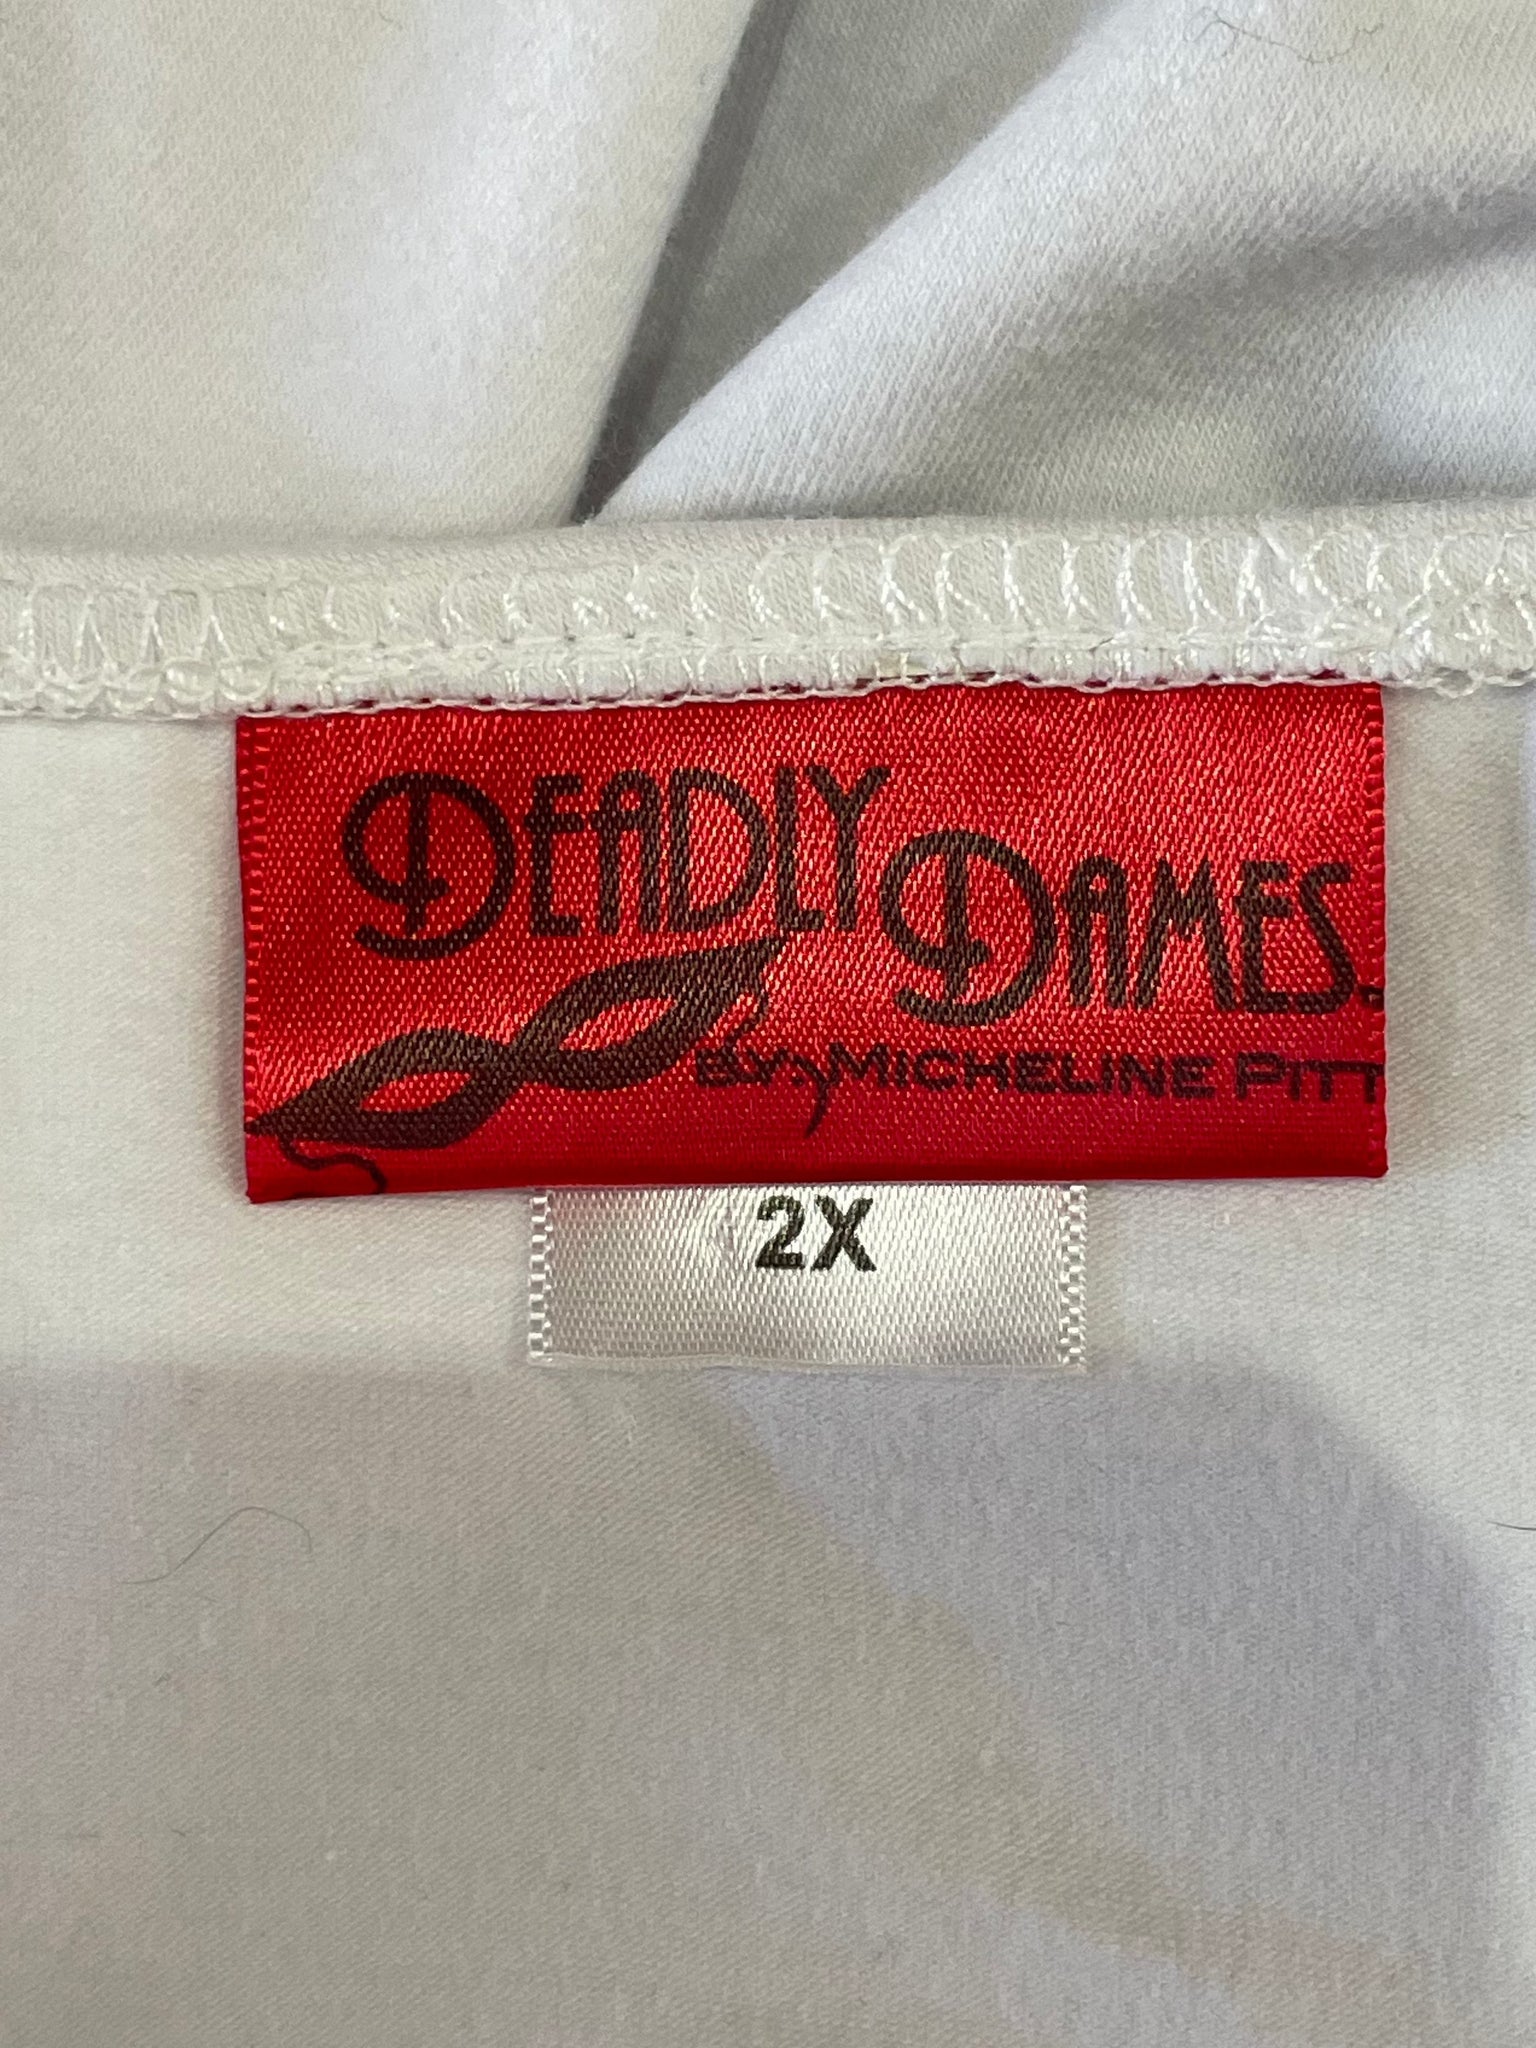 DEADLY DAMES
BY MICHELINE PITT
2X